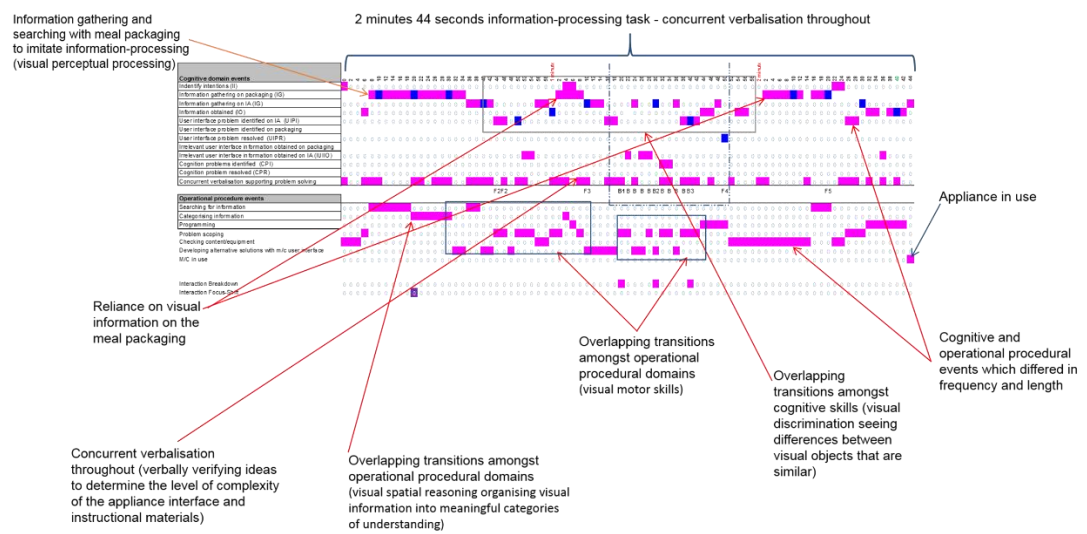 Information gathering and
searching with meal packaging
to imitate information-processing
(visual perceptual processing)
2 minutes 44 seconds information-processing task - concurrent verbalisation throughout
Cognitive domain events
Indentify intentions (II)
Information gathering on packaging (IG)
Information gathering on IA (IG)
Information obtained (IO)
User interface problem identified on IA (UIPI)
User interface problem identified on packaging
User interface problem resolved (UIPR)
Irrelevant user interface information obtained on packaging
Irrelevant user interface information obtained on IA (IUIIO)
Cognition problems identified (CPI)
Cognition problem resolved (CPR)
Concurrent verbalisation supporting problem solving
F2F2 F3 B1 B B B B2 B B B3 F4 F5
Operational procedure events
Searching for information
Categorising information
Programming
Problem scoping
Checking content/equipment
Developing alternative solutions with m/c user interface
M/C in use
Interaction Breakdown
Interaction Focus-Shift
Appliance in use
Reliance on visual
information on the
meal packaging
Overlapping transitions
amongst operational
procedural domains
(visual motor skills)
Cognitive and
operational procedural
events which differed in
frequency and length
Overlapping
transitions amongst
cognitive skills (visual
discrimination seeing
differences between
visual objects that are
similar)
Concurrent verbalisation
throughout (verbally verifying ideas
to determine the level of complexity
of the appliance interface and
instructional materials)
Overlapping transitions amongst
operational procedural domains
(visual spatial reasoning organising visual
information into meaningful categories
of understanding)